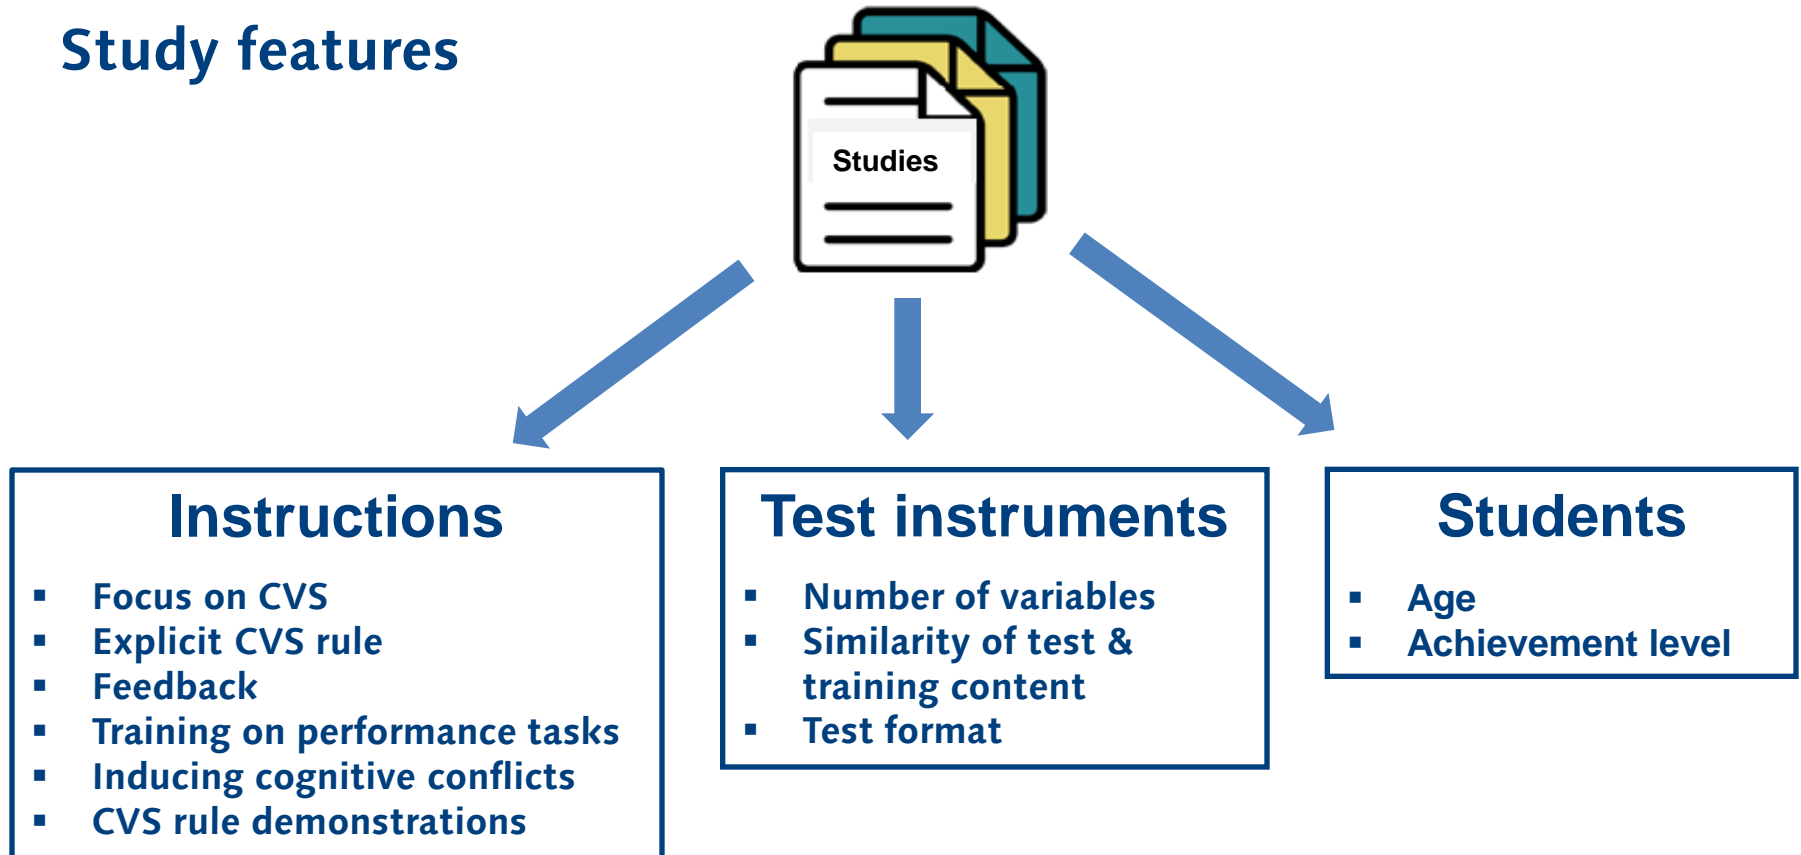 Study features
Studies
Instructions
▪ Focus on CVS
▪ Explicit CVS rule
▪ Feedback
▪ Training on performance tasks
▪ Inducing cognitive conflicts
▪ CVS rule demonstrations
Test instruments
▪ Number of variables
▪ Similarity of test &
training content
▪ Test format
Students
▪ Age
▪ Achievement level